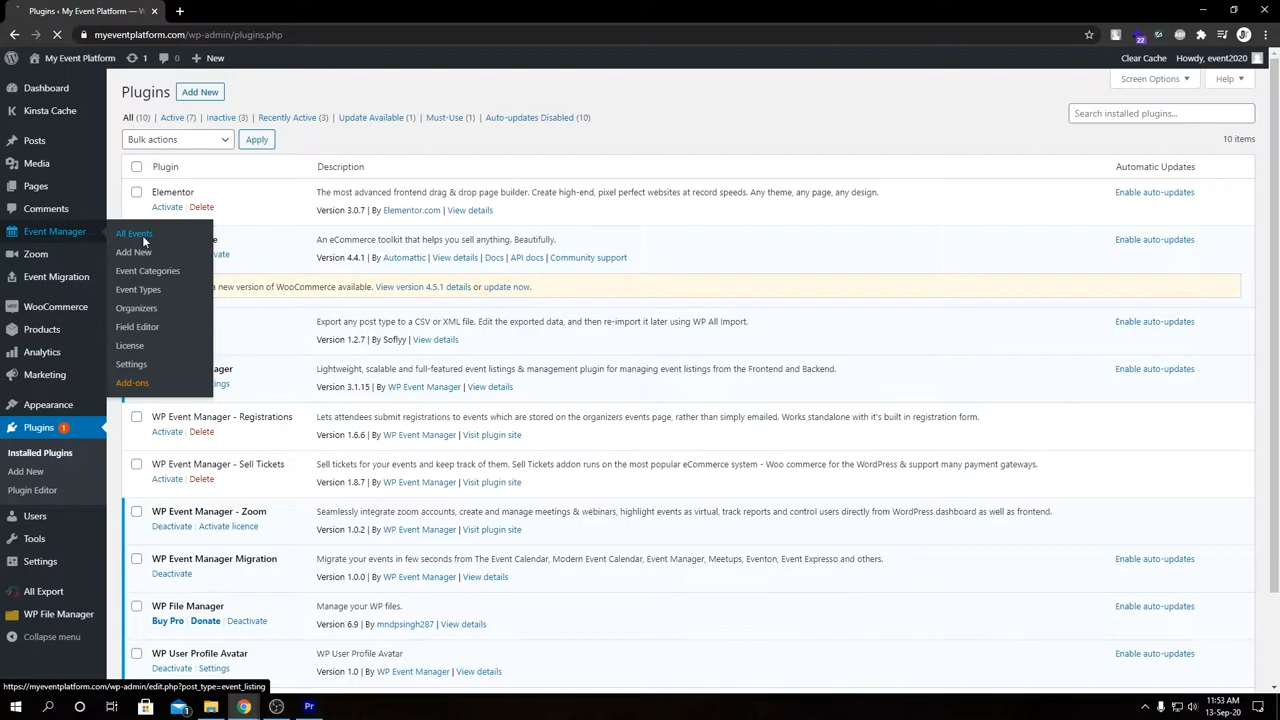 Plugins ‹ My Event Platform — W
myeventplatform.com/wp-admin/plugins.php
22
My Event Platform
1
0
New
Clear Cache
Howdy, event2020
Dashboard
Kinsta Cache
Posts
Media
Pages
Comments
Event Manager
Zoom
Event Migration
WooCommerce
Products
Analytics
Marketing
Appearance
Plugins 1
Installed Plugins
Add New
Plugin Editor
Users
Tools
Settings
All Export
WP File Manager
Collapse menu
All Events
Add New
Event Categories
Event Types
Organizers
Field Editor
License
Settings
Add-ons
Screen Options
Help
Plugins
Add New
All (10) | Active (7) | Inactive (3) | Recently Active (3) | Update Available (1) | Must-Use (1) | Auto-updates Disabled (10)
Search installed plugins...
Bulk actions
Apply
10 items
Plugin
Description
Automatic Updates
Elementor
The most advanced frontend drag & drop page builder. Create high-end, pixel perfect websites at record speeds. Any theme, any page, any design.
Enable auto-updates
Activate | Delete
Version 3.0.7 | By Elementor.com | View details
An eCommerce toolkit that helps you sell anything. Beautifully.
Enable auto-updates
Version 4.4.1 | By Automattic | View details | Docs | API docs | Community support
new version of WooCommerce available. View version 4.5.1 details or update now.
Export any post type to a CSV or XML file. Edit the exported data, and then re-import it later using WP All Import.
Enable auto-updates
Version 1.2.7 | By Soflyy | View details
Lightweight, scalable and full-featured event listings & management plugin for managing event listings from the Frontend and Backend.
Enable auto-updates
Version 3.1.15 | By WP Event Manager | View details
WP Event Manager - Registrations
Lets attendees submit registrations to events which are stored on the organizers events page, rather than simply emailed. Works standalone with it's built in registration form.
Activate | Delete
Version 1.6.6 | By WP Event Manager | Visit plugin site
WP Event Manager - Sell Tickets
Sell tickets for your events and keep track of them. Sell Tickets addon runs on the most popular eCommerce system - Woo commerce for the WordPress & support many payment gateways.
Activate | Delete
Version 1.8.7 | By WP Event Manager | Visit plugin site
WP Event Manager - Zoom
Seamlessly integrate zoom accounts, create and manage meetings & webinars, highlight events as virtual, track reports and control users directly from WordPress dashboard as well as frontend.
Deactivate | Activate licence
Version 1.0.2 | By WP Event Manager | Visit plugin site
WP Event Manager Migration
Migrate your events in few seconds from The Event Calendar, Modern Event Calendar, Event Manager, Meetups, Eventon, Event Expresso and others.
Enable auto-updates
Deactivate
Version 1.0.0 | By WP Event Manager | View details
WP File Manager
Manage your WP files.
Enable auto-updates
Buy Pro | Donate | Deactivate
Version 6.9 | By mndpsingh287 | View details
WP User Profile Avatar
WP User Profile Avatar
Enable auto-updates
Deactivate | Settings
Version 1.0 | By WP Event Manager | View details
https://myeventplatform.com/wp-admin/edit.php?post_type=event_listing
11:53 AM
13-Sep-20